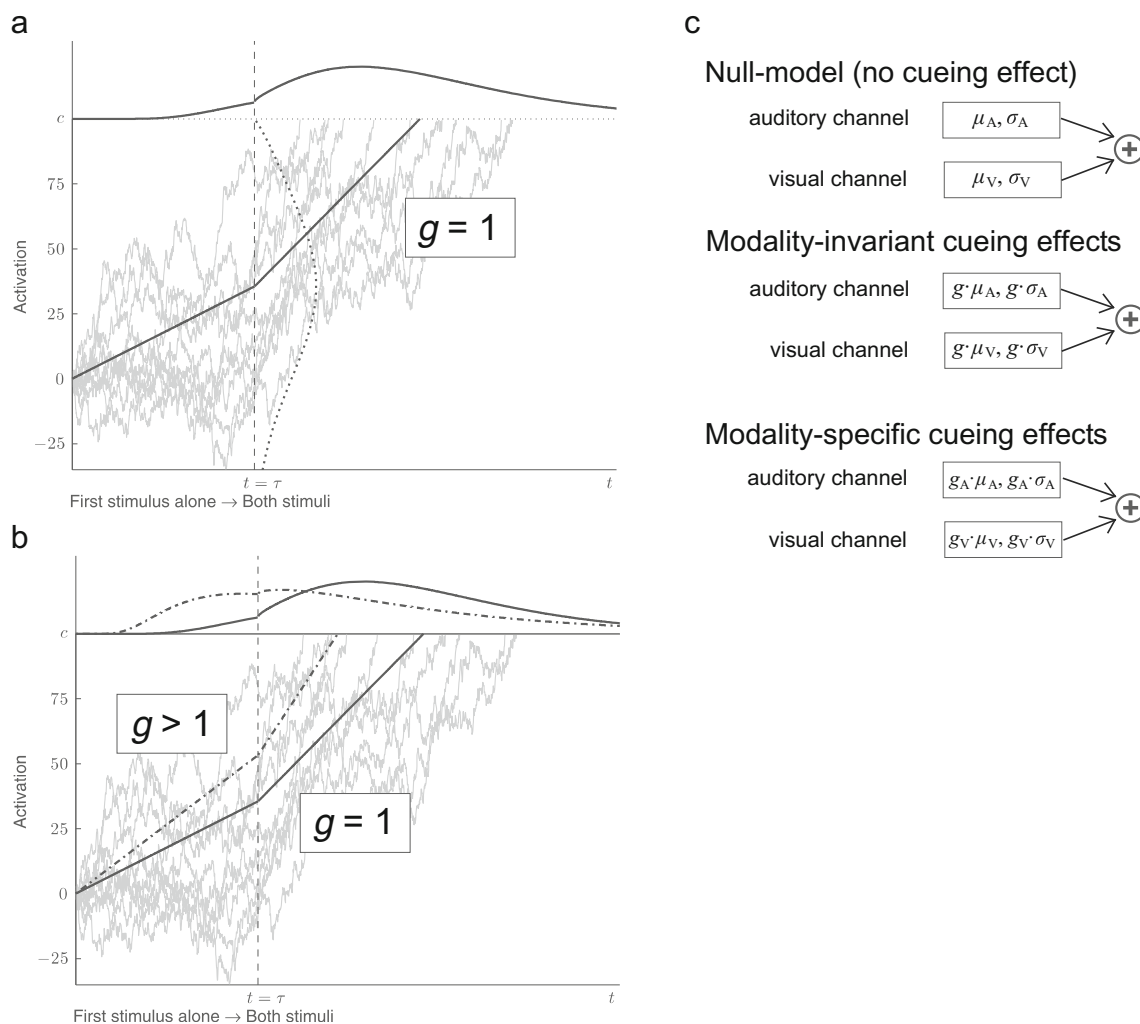 a
c
75
50
25
0
−25
Activation
g = 1
t = τ
t
First stimulus alone → Both stimuli
b
c
75
50
25
0
−25
Activation
g > 1
g = 1
t = τ
t
First stimulus alone → Both stimuli
c
Null-model (no cueing effect)
auditory channel μA, σA
+
visual channel μV, σV
Modality-invariant cueing effects
auditory channel g·μA, g·σA
+
visual channel g·μV, g·σV
Modality-specific cueing effects
auditory channel gA·μA, gA·σA
+
visual channel gV·μV, gV·σV